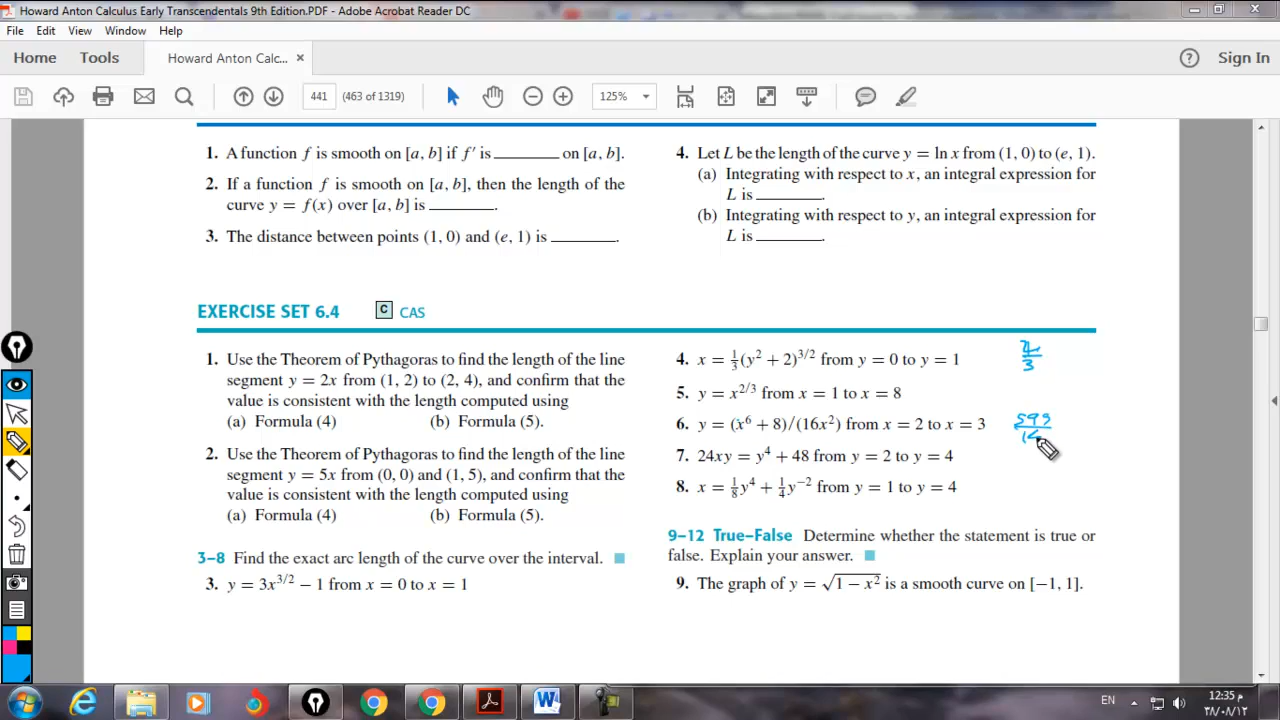 Howard Anton Calculus Early Transcendentals 9th Edition.PDF - Adobe Acrobat Reader DC
File Edit View Window Help
Home Tools Howard Anton Calc... × ? Sign In
441 (463 of 1319) 125%
1. A function f is smooth on [a, b] if f′ is ________ on [a, b].
2. If a function f is smooth on [a, b], then the length of the
curve y = f(x) over [a, b] is ________.
3. The distance between points (1, 0) and (e, 1) is ________.
4. Let L be the length of the curve y = ln x from (1, 0) to (e, 1).
(a) Integrating with respect to x, an integral expression for
L is ________.
(b) Integrating with respect to y, an integral expression for
L is ________.
EXERCISE SET 6.4 C CAS
1. Use the Theorem of Pythagoras to find the length of the line
segment y = 2x from (1, 2) to (2, 4), and confirm that the
value is consistent with the length computed using
(a) Formula (4) (b) Formula (5).
2. Use the Theorem of Pythagoras to find the length of the line
segment y = 5x from (0, 0) and (1, 5), and confirm that the
value is consistent with the length computed using
(a) Formula (4) (b) Formula (5).
3–8 Find the exact arc length of the curve over the interval.
3. y = 3x^{3/2} − 1 from x = 0 to x = 1
4. x = 1/3(y² + 2)^{3/2} from y = 0 to y = 1
5. y = x^{2/3} from x = 1 to x = 8
6. y = (x⁶ + 8)/(16x²) from x = 2 to x = 3
595
7. 24xy = y⁴ + 48 from y = 2 to y = 4
8. x = 1/8 y⁴ + 1/4 y⁻² from y = 1 to y = 4
9–12 True–False Determine whether the statement is true or
false. Explain your answer.
9. The graph of y = √(1 − x²) is a smooth curve on [−1, 1].
EN
12:35 م
٢٨/٠٨/١٢